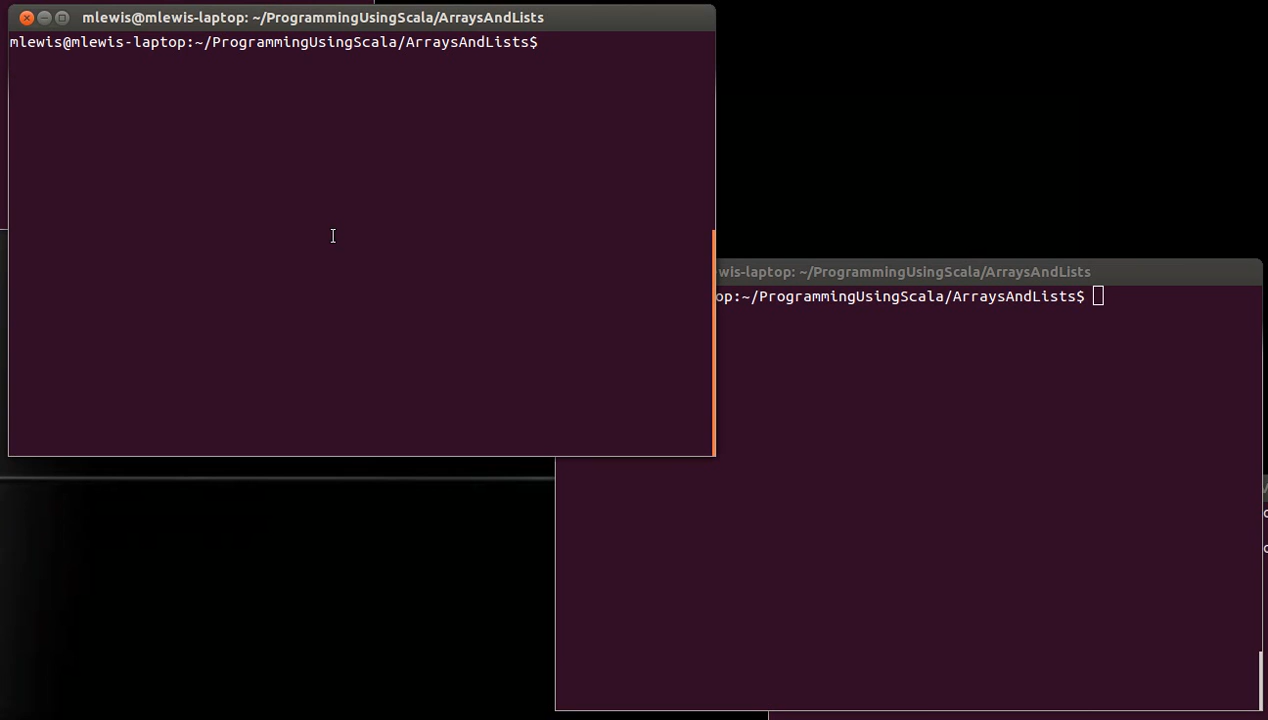 mlewis@mlewis-laptop: ~/ProgrammingUsingScala/ArraysAndLists
mlewis@mlewis-laptop:~/ProgrammingUsingScala/ArraysAndLists$
wis-laptop: ~/ProgrammingUsingScala/ArraysAndLists
op:~/ProgrammingUsingScala/ArraysAndLists$